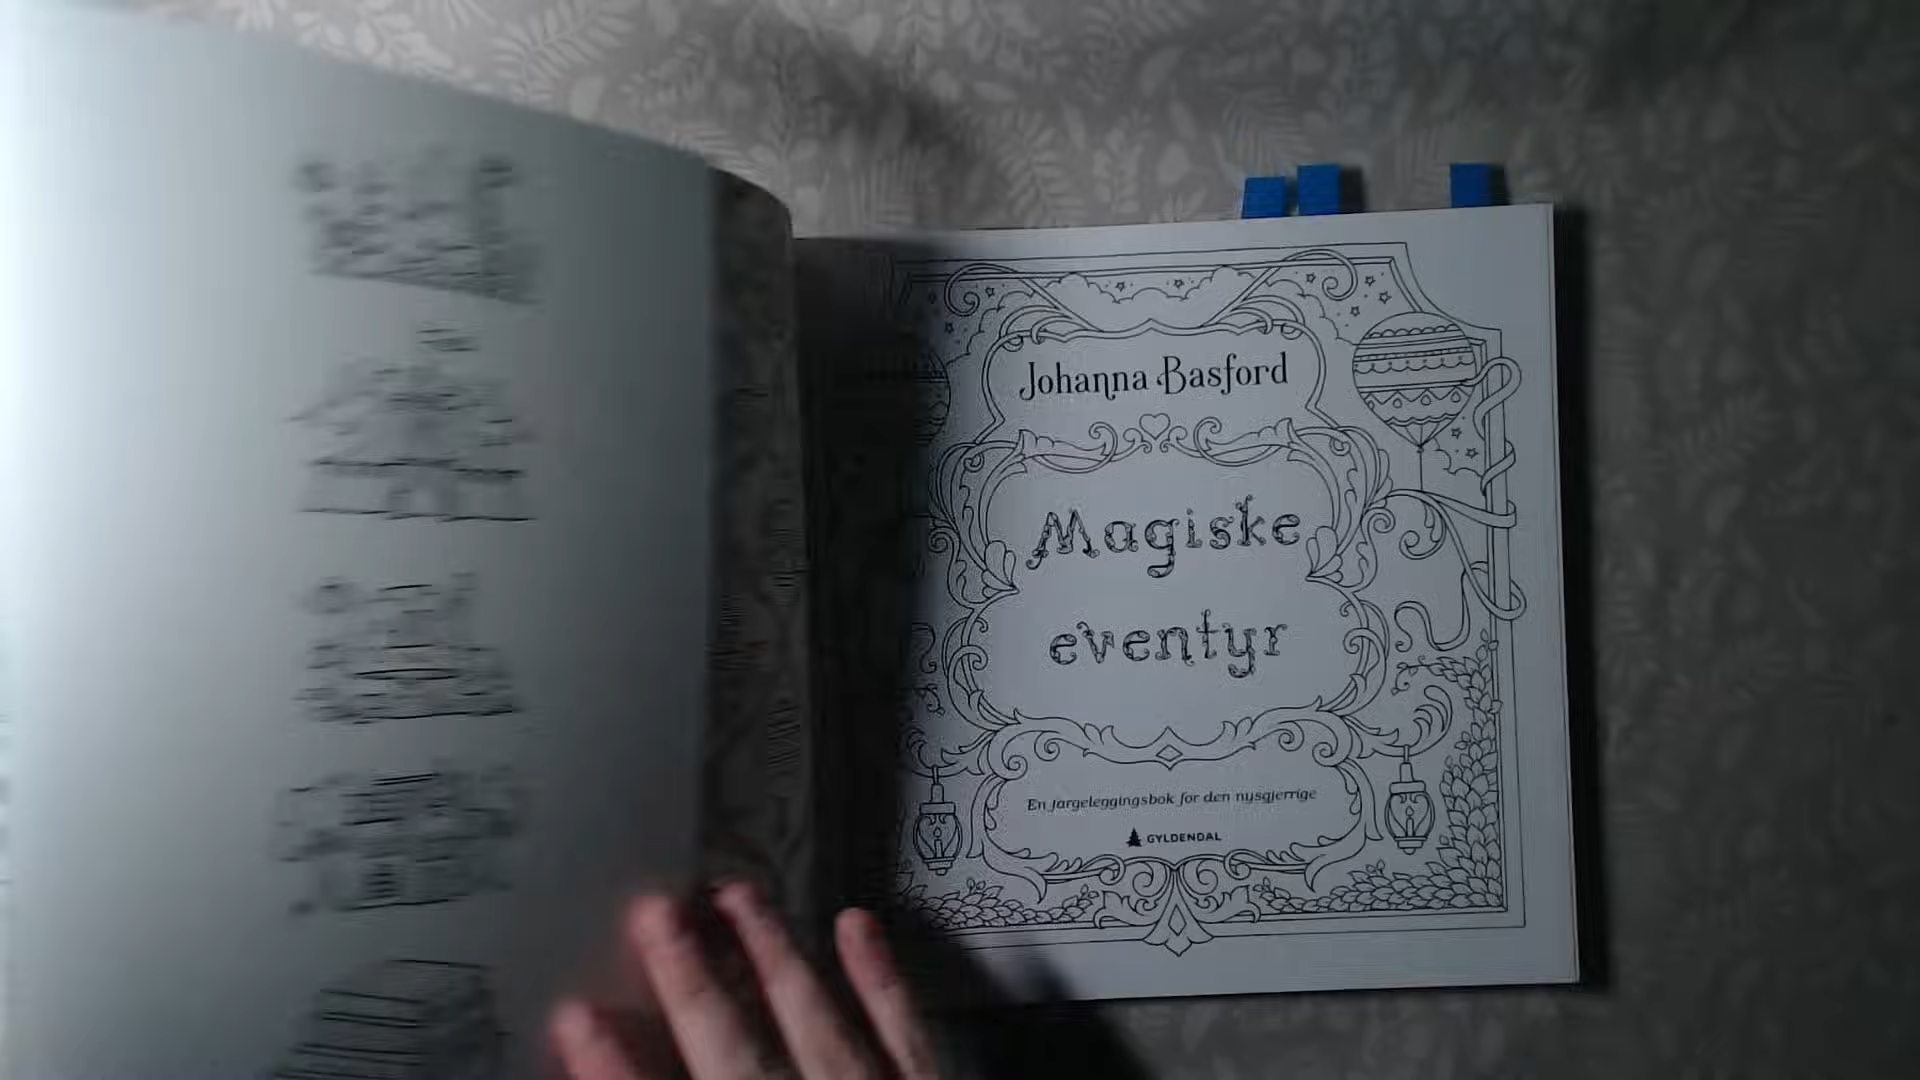 Johanna Basford
Magiske
eventyr
En fargeleggingsbok for den nysgjerrige
GYLDENDAL